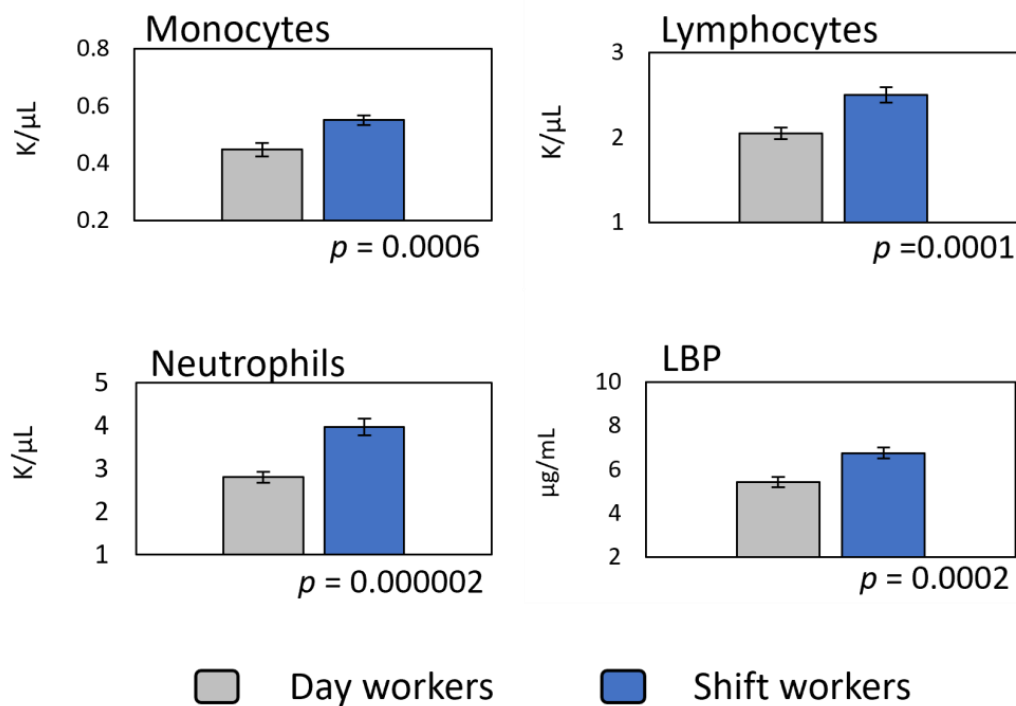 Monocytes
K/µL
0.8
0.6
0.4
0.2
p = 0.0006
Lymphocytes
K/µL
3
2
1
p =0.0001
Neutrophils
K/µL
5
4
3
2
1
p = 0.000002
LBP
µg/mL
10
8
6
4
2
p = 0.0002
Day workers
Shift workers